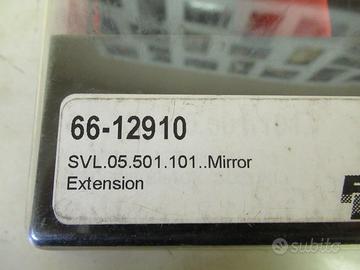 66-12910
SVL.05.501.101..Mirror
Extension
subito